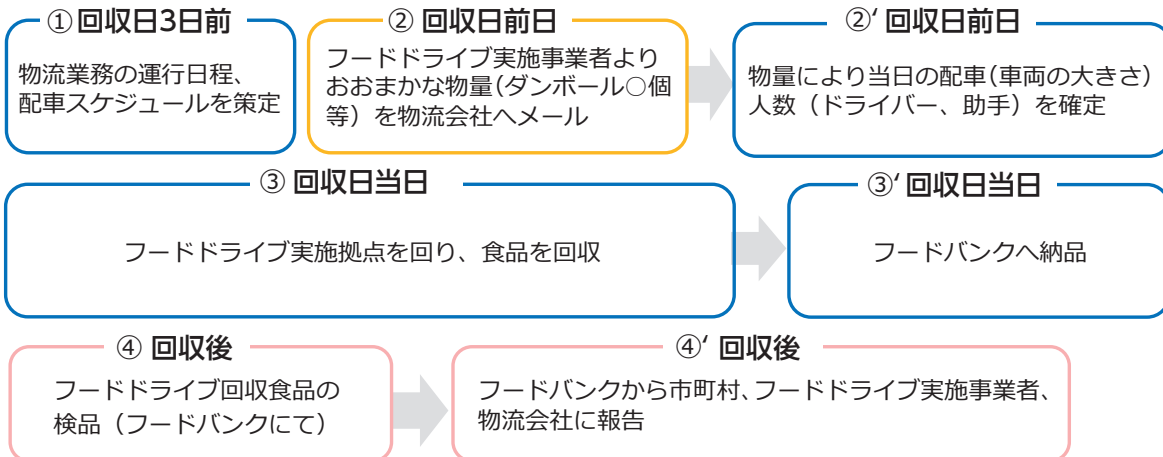 ① 回収日3日前
物流業務の運行日程、
配車スケジュールを策定
② 回収日前日
フードドライブ実施事業者より
おおまかな物量(ダンボール○個
等）を物流会社へメール
②‘ 回収日前日
物量により当日の配車(車両の大きさ)
人数（ドライバー、助手）を確定
③ 回収日当日
フードドライブ実施拠点を回り、食品を回収
③‘ 回収日当日
フードバンクへ納品
④ 回収後
フードドライブ回収食品の
検品（フードバンクにて）
④‘ 回収後
フードバンクから市町村、フードドライブ実施事業者、
物流会社に報告